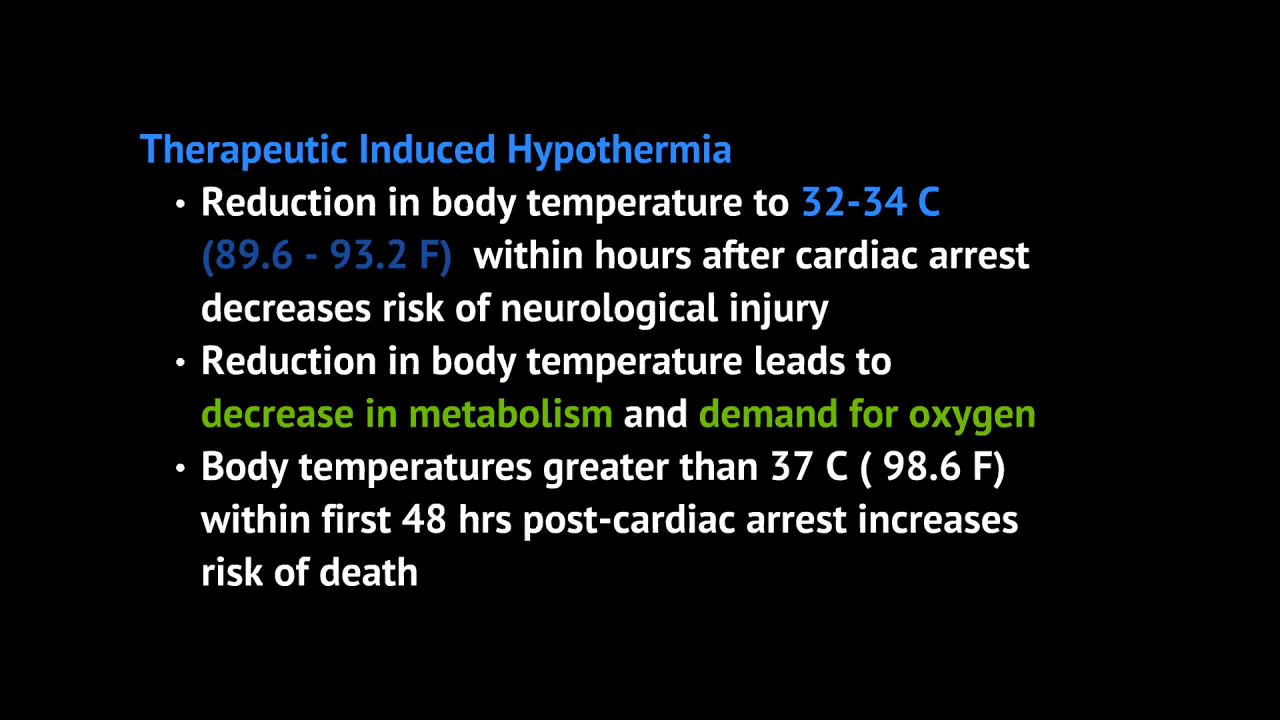 Therapeutic Induced Hypothermia
• Reduction in body temperature to 32-34 C
(89.6 - 93.2 F) within hours after cardiac arrest
decreases risk of neurological injury
• Reduction in body temperature leads to
decrease in metabolism and demand for oxygen
• Body temperatures greater than 37 C ( 98.6 F)
within first 48 hrs post-cardiac arrest increases
risk of death